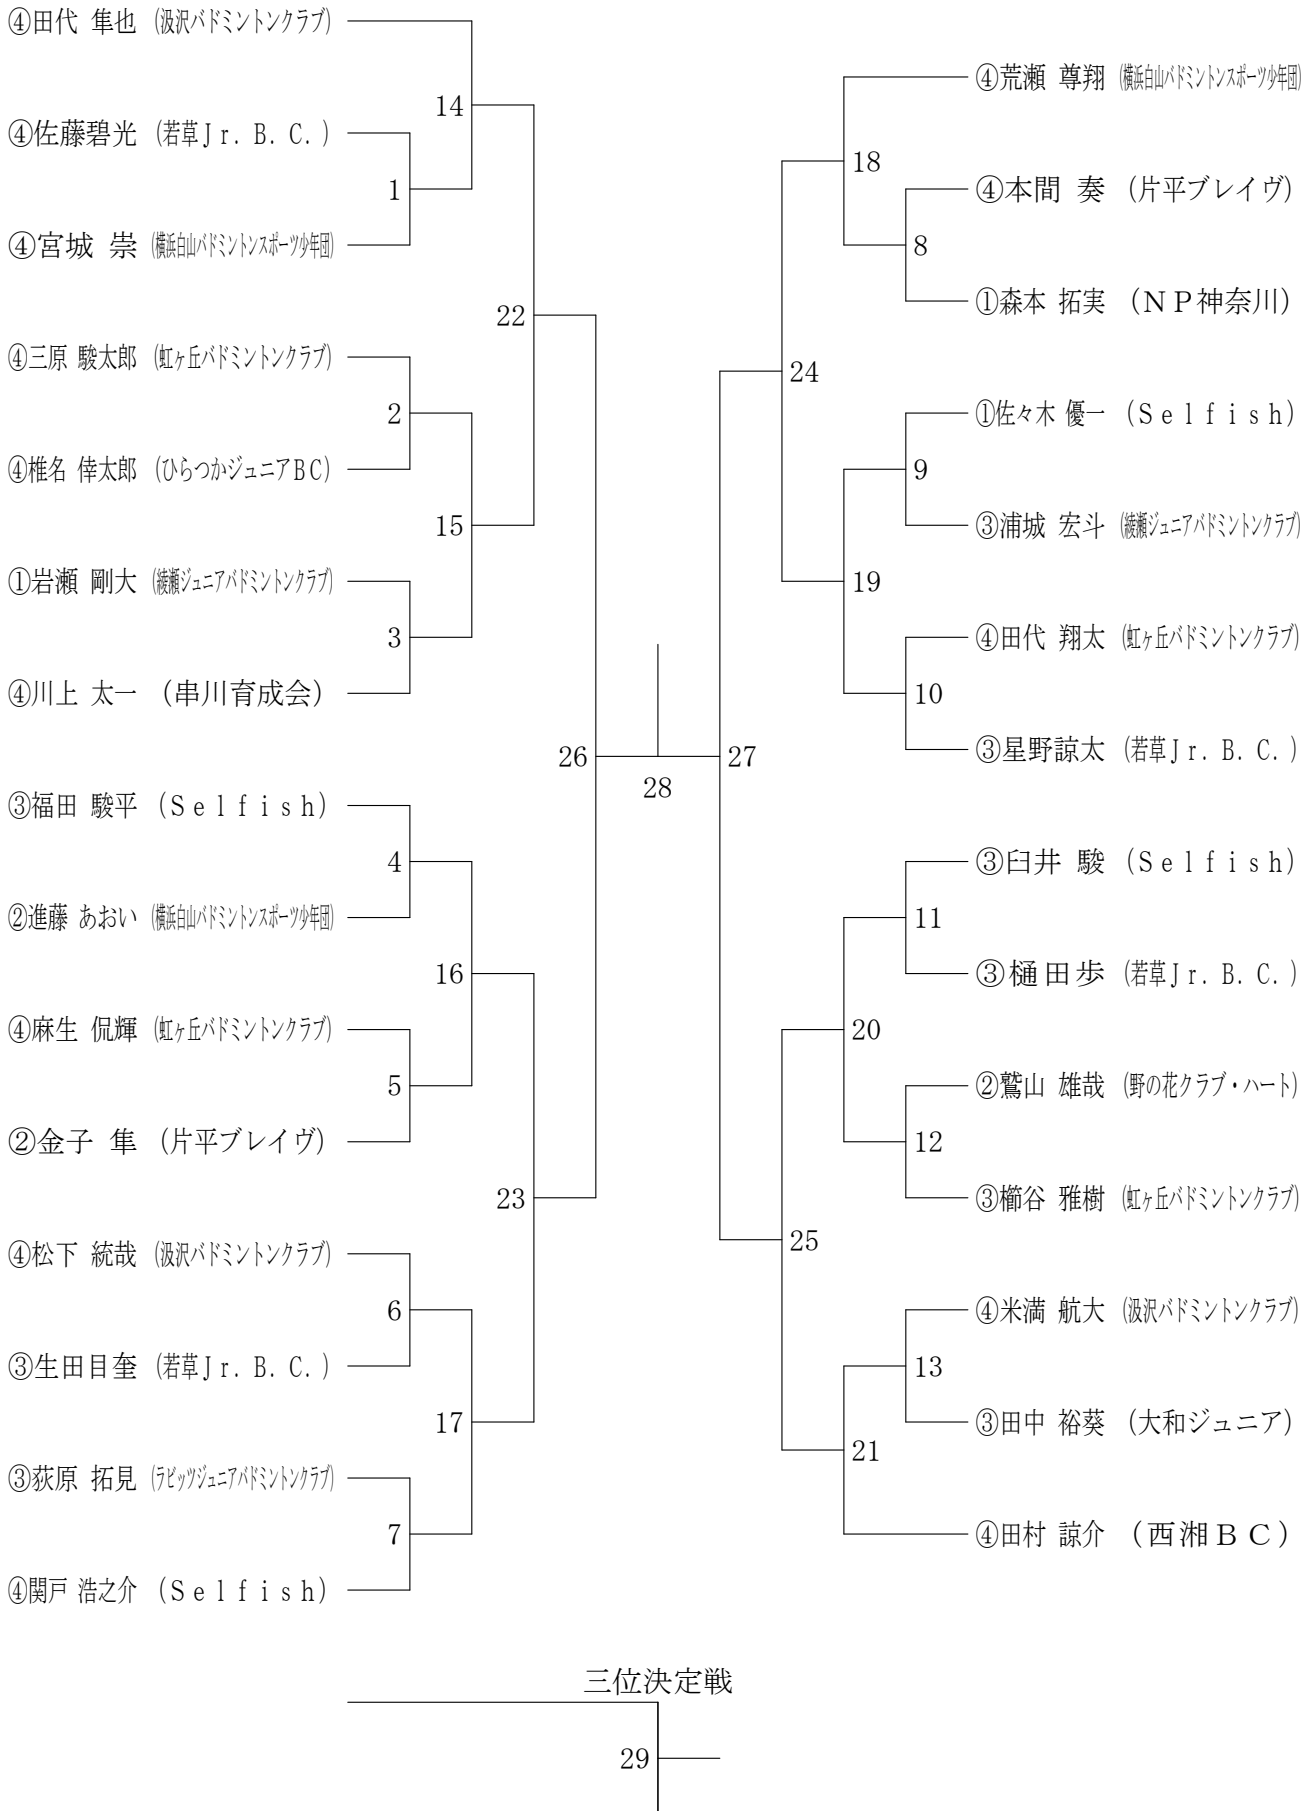 ④田代 隼也 (汲沢バドミントンクラブ)
14
④佐藤碧光 (若草Jr. B. C. )
1
④宮城 崇 (横浜白山バドミントンスポーツ少年団)
22
④三原 駿太郎 (虹ヶ丘バドミントンクラブ)
2
④椎名 倖太郎 (ひらつかジュニアBC)
15
①岩瀬 剛大 (綾瀬ジュニアバドミントンクラブ)
3
④川上 太一 (串川育成会)
26
③福田 駿平 (Selfish)
4
②進藤 あおい (横浜白山バドミントンスポーツ少年団)
16
④麻生 侃輝 (虹ヶ丘バドミントンクラブ)
5
②金子 隼 (片平ブレイヴ)
23
④松下 統哉 (汲沢バドミントンクラブ)
6
③生田目奎 (若草Jr. B. C. )
17
③荻原 拓見 (ラビッツジュニアバドミントンクラブ)
7
④関戸 浩之介 (Selfish)
28
④荒瀬 尊翔 (横浜白山バドミントンスポーツ少年団)
18
④本間 奏 (片平ブレイヴ)
8
①森本 拓実 (NP神奈川)
24
①佐々木 優一 (Selfish)
9
③浦城 宏斗 (綾瀬ジュニアバドミントンクラブ)
19
④田代 翔太 (虹ヶ丘バドミントンクラブ)
10
③星野諒太 (若草Jr. B. C. )
27
③臼井 駿 (Selfish)
11
③樋田歩 (若草Jr. B. C. )
20
②鷲山 雄哉 (野の花クラブ・ハート)
12
③櫛谷 雅樹 (虹ヶ丘バドミントンクラブ)
25
④米満 航大 (汲沢バドミントンクラブ)
13
③田中 裕葵 (大和ジュニア)
21
④田村 諒介 (西湘BC)
三位決定戦
29